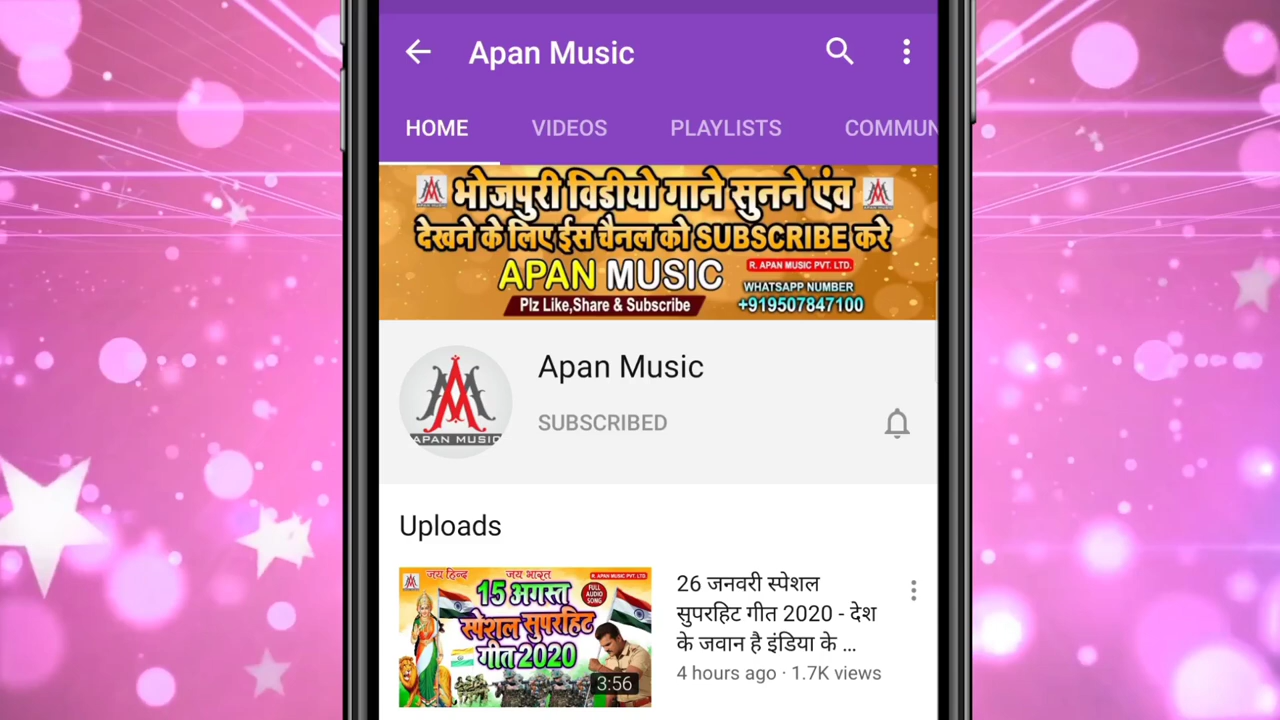 Apan Music
HOME VIDEOS PLAYLISTS COMMUN
भोजपुरी विडीयो गाने सुनने एंव
देखने के लिए ईस चैनल को SUBSCRIBE करे
APAN MUSIC
R. APAN MUSIC PVT. LTD.
Plz Like,Share & Subscribe
WHATSAPP NUMBER
+919507847100
Apan Music
SUBSCRIBED
APAN MUSIC
Uploads
जय हिन्द जय भारत
R. APAN MUSIC PVT. LTD
15 अगस्त
FULL
AUDIO
SONG
स्पेशल सुपरहिट
गीत 2020
3:56
26 जनवरी स्पेशल
सुपरहिट गीत 2020 - देश
के जवान है इंडिया के ...
4 hours ago · 1.7K views